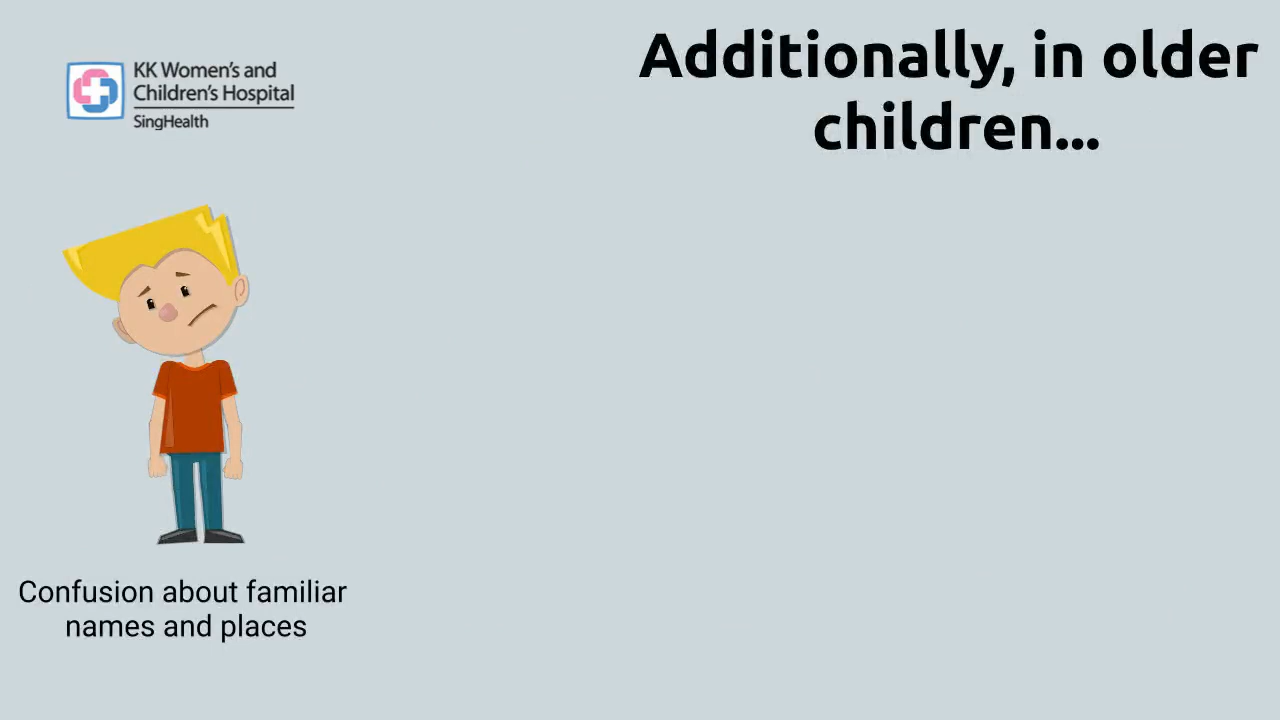 KK Women's and
Children's Hospital
SingHealth
Additionally, in older
children...
Confusion about familiar
names and places